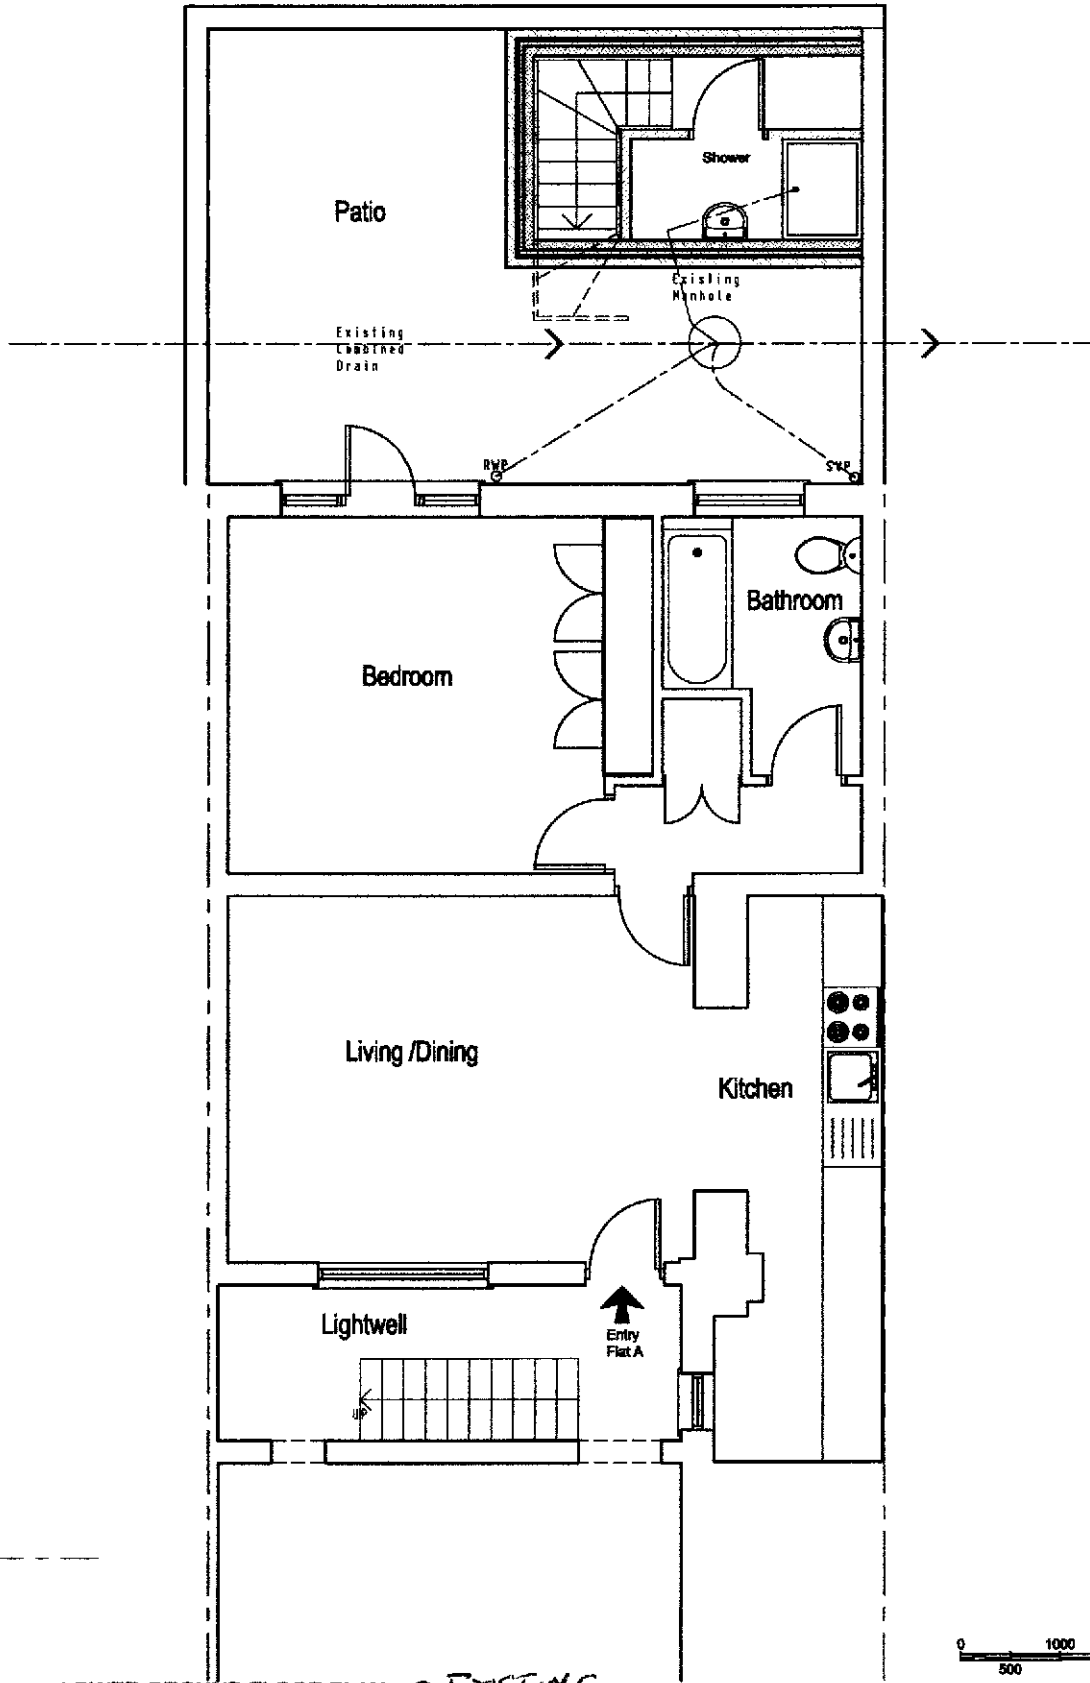 Shower
Patio
Existing
Manhole
Existing
Combined
Drain
RWP
SVP
Bathroom
Bedroom
Living /Dining
Kitchen
Lightwell
Entry
Flat A
UP
0 1000
500
EXISTING